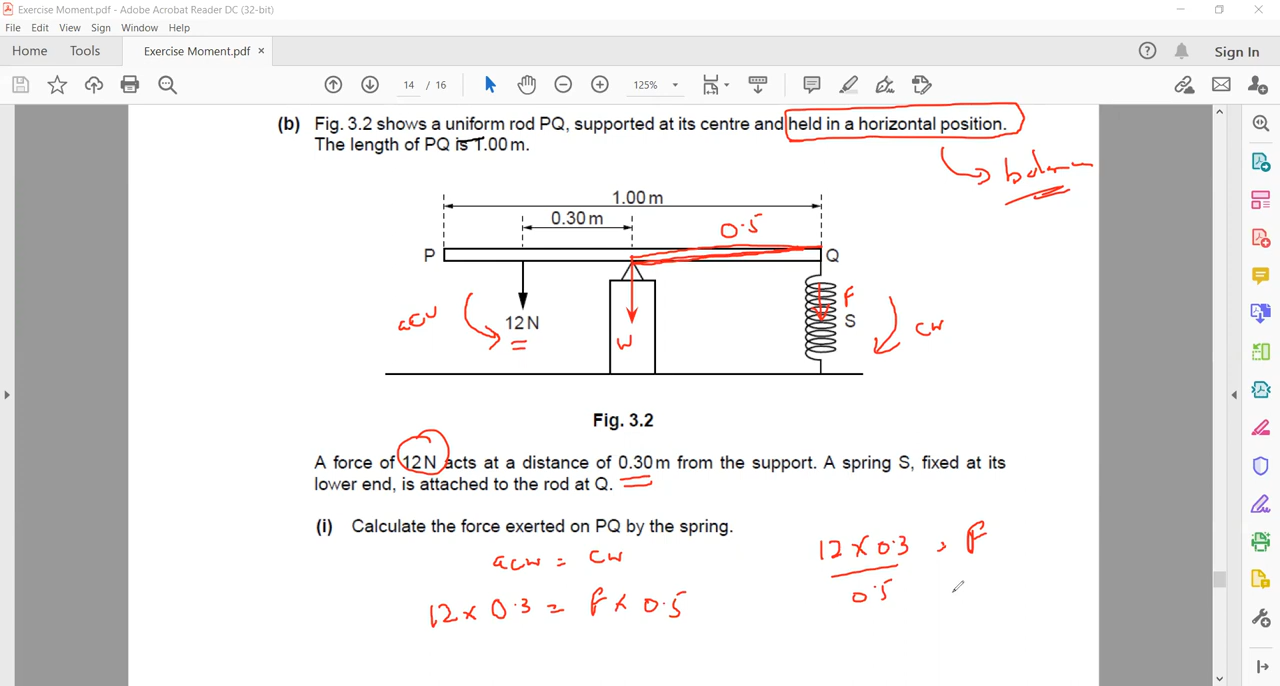 Exercise Moment.pdf - Adobe Acrobat Reader DC (32-bit)
File Edit View Sign Window Help
Home Tools Exercise Moment.pdf × Sign In
14 / 16 125%
(b) Fig. 3.2 shows a uniform rod PQ, supported at its centre and held in a horizontal position.
The length of PQ is 1.00 m.
1.00 m
0.30 m
0.5
P
Q
12 N
W
F
S
acw
cw
Fig. 3.2
A force of 12 N acts at a distance of 0.30 m from the support. A spring S, fixed at its
lower end, is attached to the rod at Q.
(i) Calculate the force exerted on PQ by the spring.
acw = cw
12 × 0.3 = F × 0.5
12 × 0.3 = F
0.5